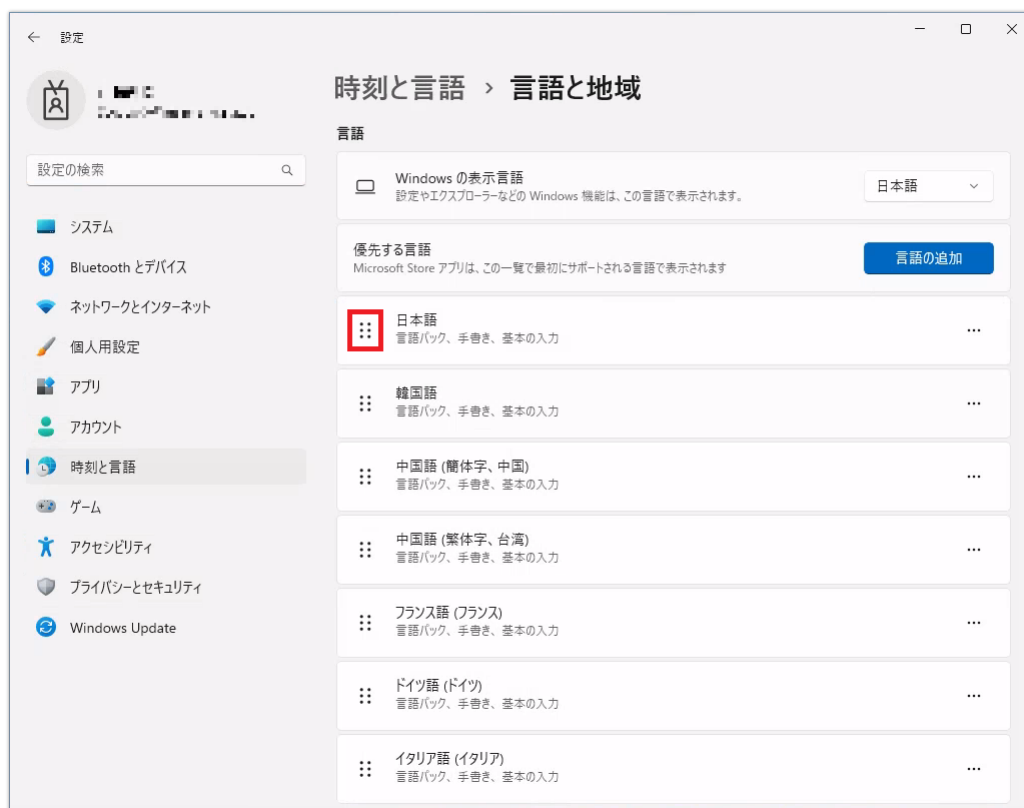 設定
時刻と言語 › 言語と地域
言語
設定の検索
システム
Bluetooth とデバイス
ネットワークとインターネット
個人用設定
アプリ
アカウント
時刻と言語
ゲーム
アクセシビリティ
プライバシーとセキュリティ
Windows Update
Windows の表示言語
設定やエクスプローラーなどの Windows 機能は、この言語で表示されます。
日本語
優先する言語
Microsoft Store アプリは、この一覧で最初にサポートされる言語で表示されます
言語の追加
日本語
言語パック、手書き、基本の入力
韓国語
言語パック、手書き、基本の入力
中国語 (簡体字、中国)
言語パック、手書き、基本の入力
中国語 (繁体字、台湾)
言語パック、手書き、基本の入力
フランス語 (フランス)
言語パック、手書き、基本の入力
ドイツ語 (ドイツ)
言語パック、手書き、基本の入力
イタリア語 (イタリア)
言語パック、手書き、基本の入力